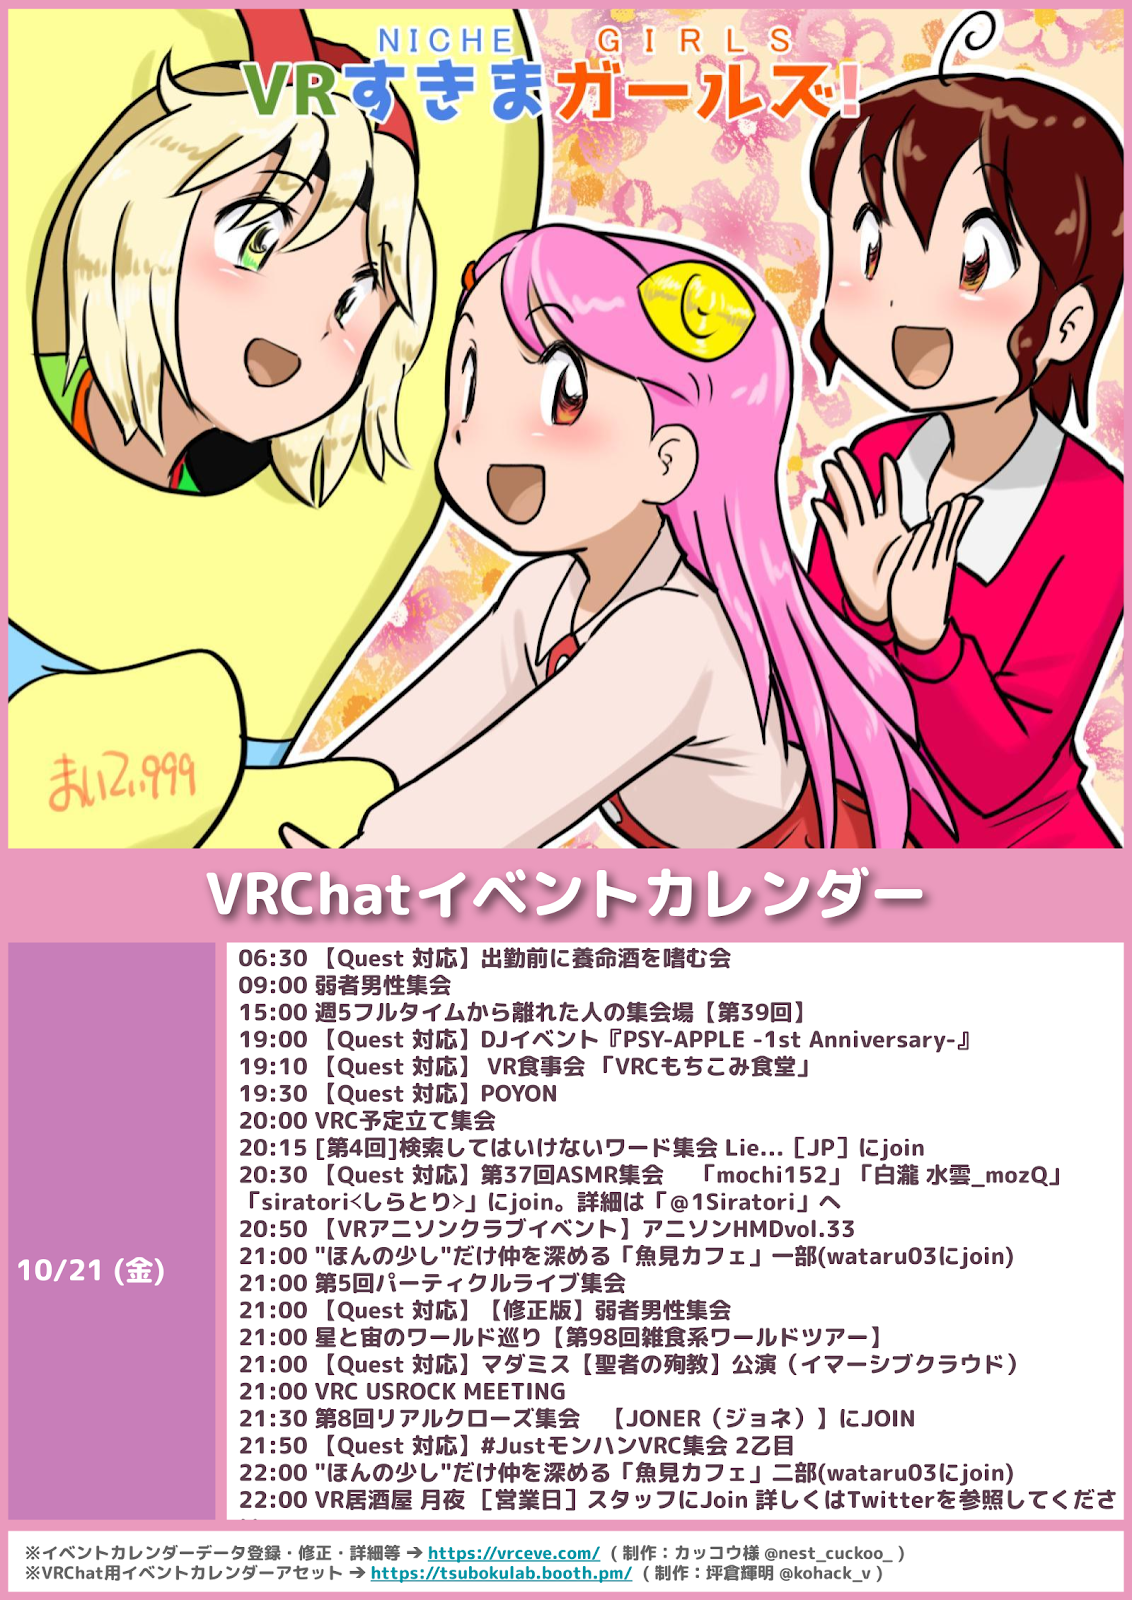 NICHE GIRLS
VRすきまガールズ!
まいてぃ999
VRChatイベントカレンダー
10/21 (金)
06:30 【Quest 対応】出勤前に養命酒を嗜む会
09:00 弱者男性集会
15:00 週5フルタイムから離れた人の集会場【第39回】
19:00 【Quest 対応】DJイベント『PSY-APPLE -1st Anniversary-』
19:10 【Quest 対応】 VR食事会 「VRCもちこみ食堂」
19:30 【Quest 対応】POYON
20:00 VRC予定立て集会
20:15 [第4回]検索してはいけないワード集会 Lie...［JP］にjoin
20:30 【Quest 対応】第37回ASMR集会　「mochi152」「白瀧 水雲_mozQ」
「siratori<しらとり>」にjoin。詳細は「@1Siratori」へ
20:50 【VRアニソンクラブイベント】アニソンHMDvol.33
21:00 "ほんの少し"だけ仲を深める「魚見カフェ」一部(wataru03にjoin)
21:00 第5回パーティクルライブ集会
21:00 【Quest 対応】【修正版】弱者男性集会
21:00 星と宙のワールド巡り【第98回雑食系ワールドツアー】
21:00 【Quest 対応】マダミス【聖者の殉教】公演（イマーシブクラウド）
21:00 VRC USROCK MEETING
21:30 第8回リアルクローズ集会　【JONER（ジョネ）】にJOIN
21:50 【Quest 対応】#JustモンハンVRC集会 2乙目
22:00 "ほんの少し"だけ仲を深める「魚見カフェ」二部(wataru03にjoin)
22:00 VR居酒屋 月夜 ［営業日］スタッフにJoin 詳しくはTwitterを参照してくださ
※イベントカレンダーデータ登録・修正・詳細等 ➔ https://vrceve.com/ ( 制作：カッコウ様 @nest_cuckoo_ )
※VRChat用イベントカレンダーアセット ➔ https://tsubokulab.booth.pm/ ( 制作：坪倉輝明 @kohack_v )